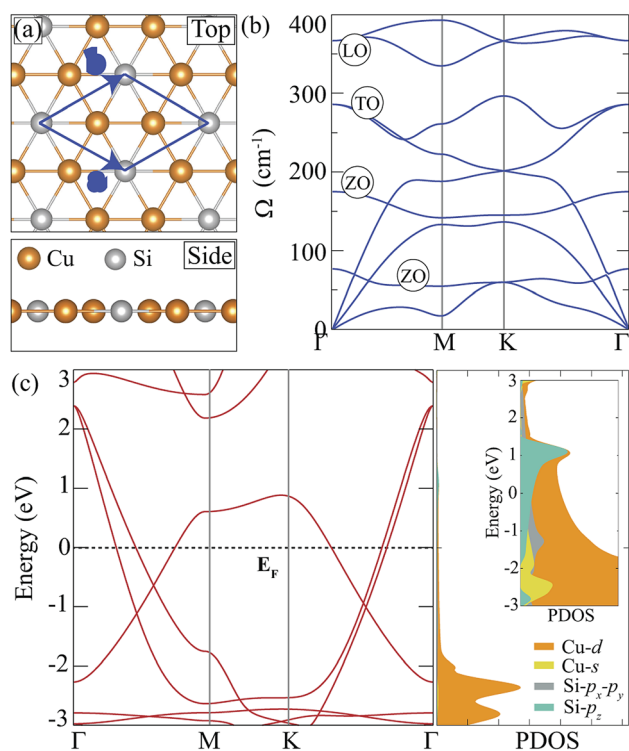 (a)
Top
Cu
Si
Side
(b)
Ω (cm⁻¹)
400
300
200
100
0
LO
TO
ZO
ZO
Γ M K Γ
(c)
Energy (eV)
3
2
1
0
-1
-2
-3
E_F
Γ M K Γ
Energy (eV)
3
2
1
0
-1
-2
-3
PDOS
Cu-d
Cu-s
Si-pₓ-p_y
Si-p_z
PDOS